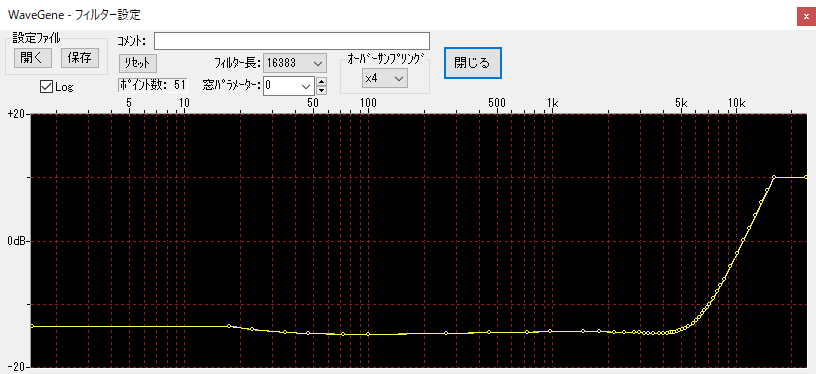 WaveGene - フィルター設定
設定ファイル
開く 保存
コメント:
リセット
フィルター長: 16383
オーバーサンプリング
x4
閉じる
Log
ポイント数: 51
窓パラメーター: 0
5 10 50 100 500 1k 5k 10k
+20
0dB
-20